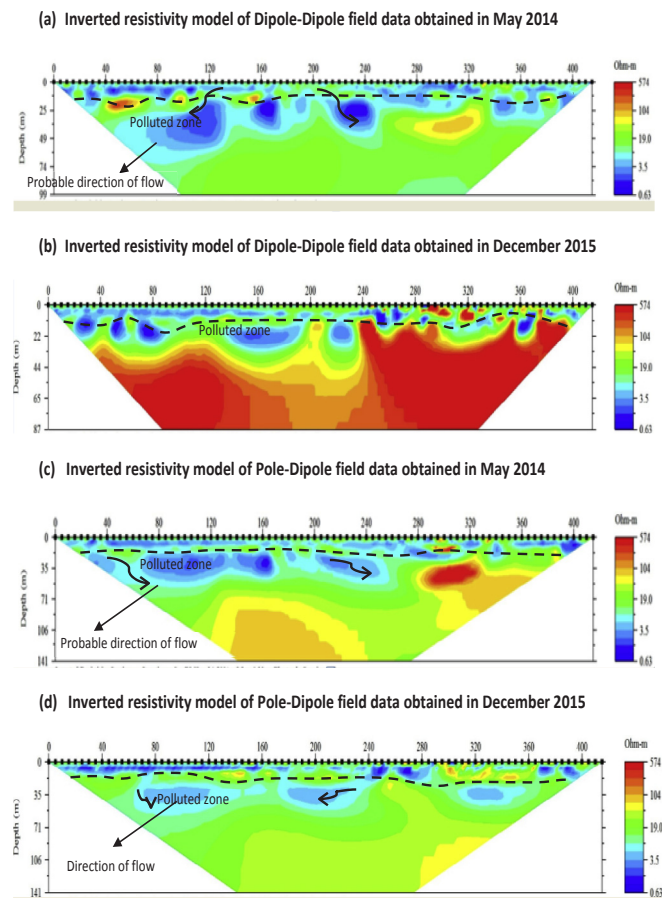 (a) Inverted resistivity model of Dipole-Dipole field data obtained in May 2014
Ohm-m
0 40 80 120 160 200 240 280 320 360 400
574
104
19.0
3.5
0.63
0
25
49
74
99
Depth (m)
Polluted zone
Probable direction of flow
(b) Inverted resistivity model of Dipole-Dipole field data obtained in December 2015
Ohm-m
0 40 80 120 160 200 240 280 320 360 400
574
104
19.0
3.5
0.63
0
22
44
65
87
Depth (m)
Polluted zone
(c) Inverted resistivity model of Pole-Dipole field data obtained in May 2014
Ohm-m
0 40 80 120 160 200 240 280 320 360 400
574
104
19.0
3.5
0.63
0
35
71
106
141
Depth (m)
Polluted zone
Probable direction of flow
(d) Inverted resistivity model of Pole-Dipole field data obtained in December 2015
Ohm-m
0 40 80 120 160 200 240 280 320 360 400
574
104
19.0
3.5
0.63
0
35
71
106
141
Depth (m)
Polluted zone
Direction of flow